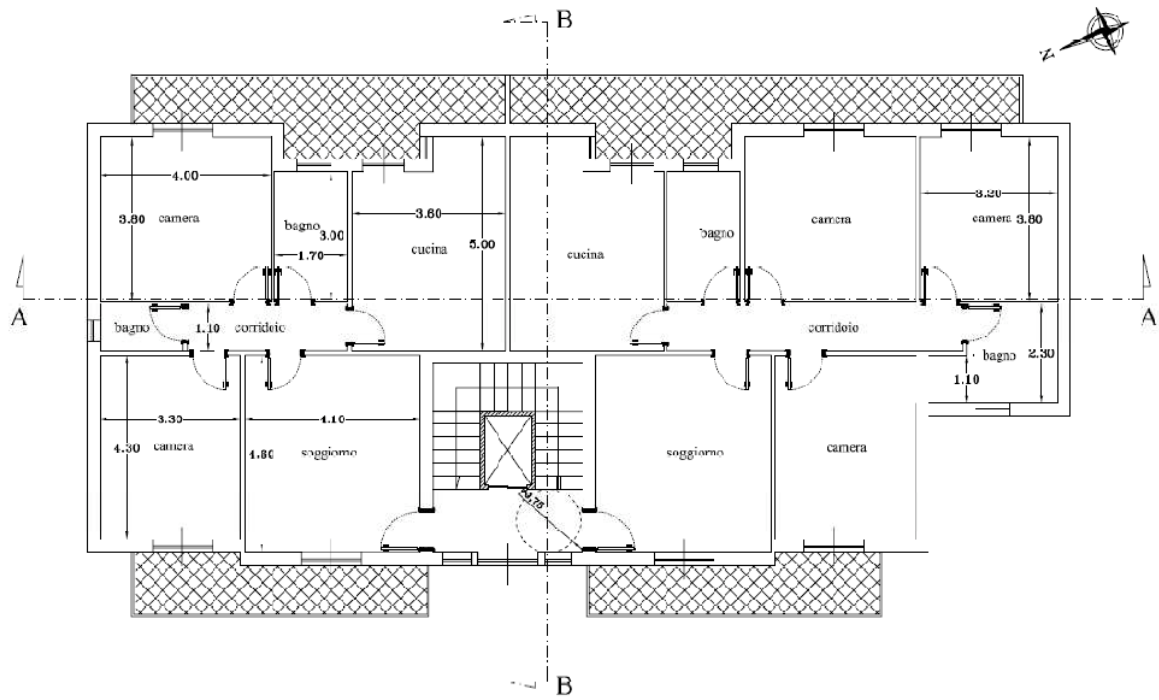 B
N
4.00
3.80
camera
bagno
3.00
1.70
3.60
cucina
5.00
cucina
bagno
camera
3.20
camera
3.80
A
bagno
1.10
corridoio
corridoio
bagno
2.30
1.10
A
3.30
4.30
camera
4.10
4.60
soggiorno
soggiorno
camera
B